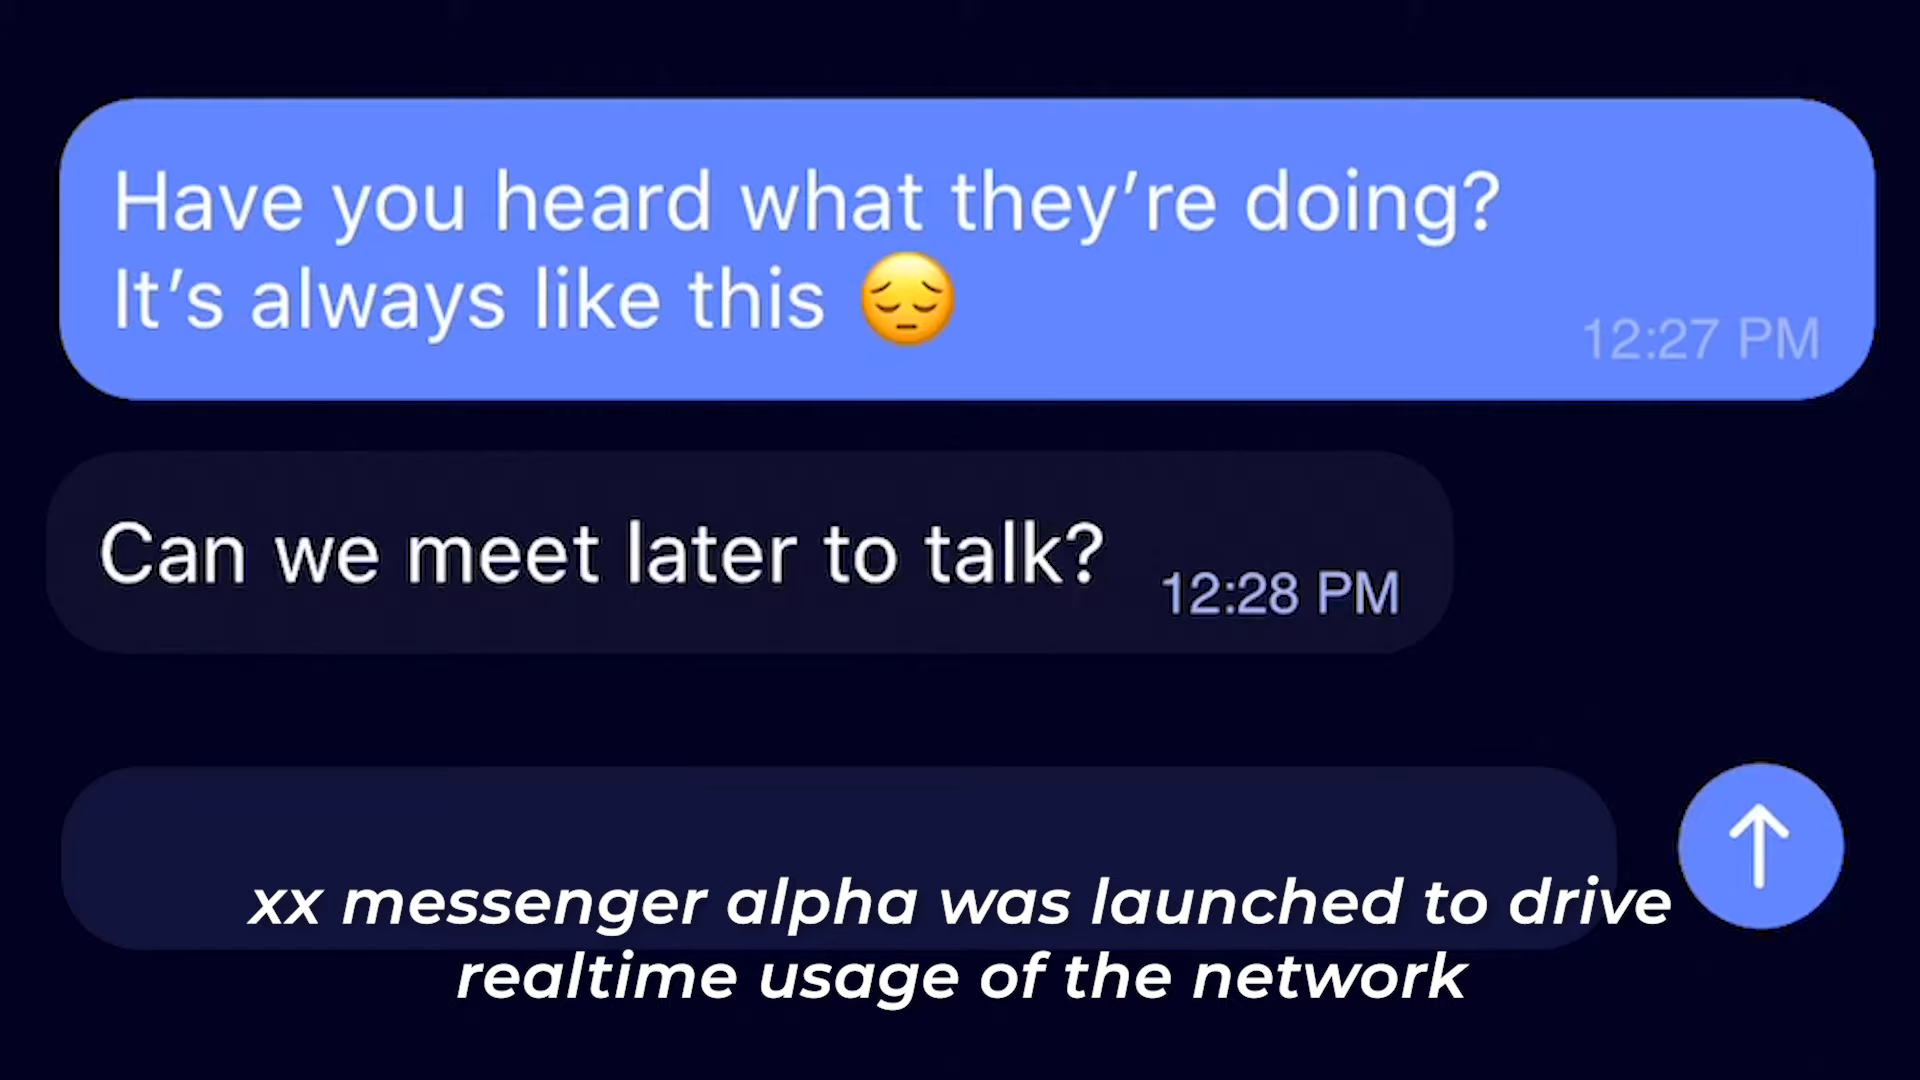 Have you heard what they’re doing?
It’s always like this 😔
12:27 PM
Can we meet later to talk?
12:28 PM
xx messenger alpha was launched to drive
realtime usage of the network